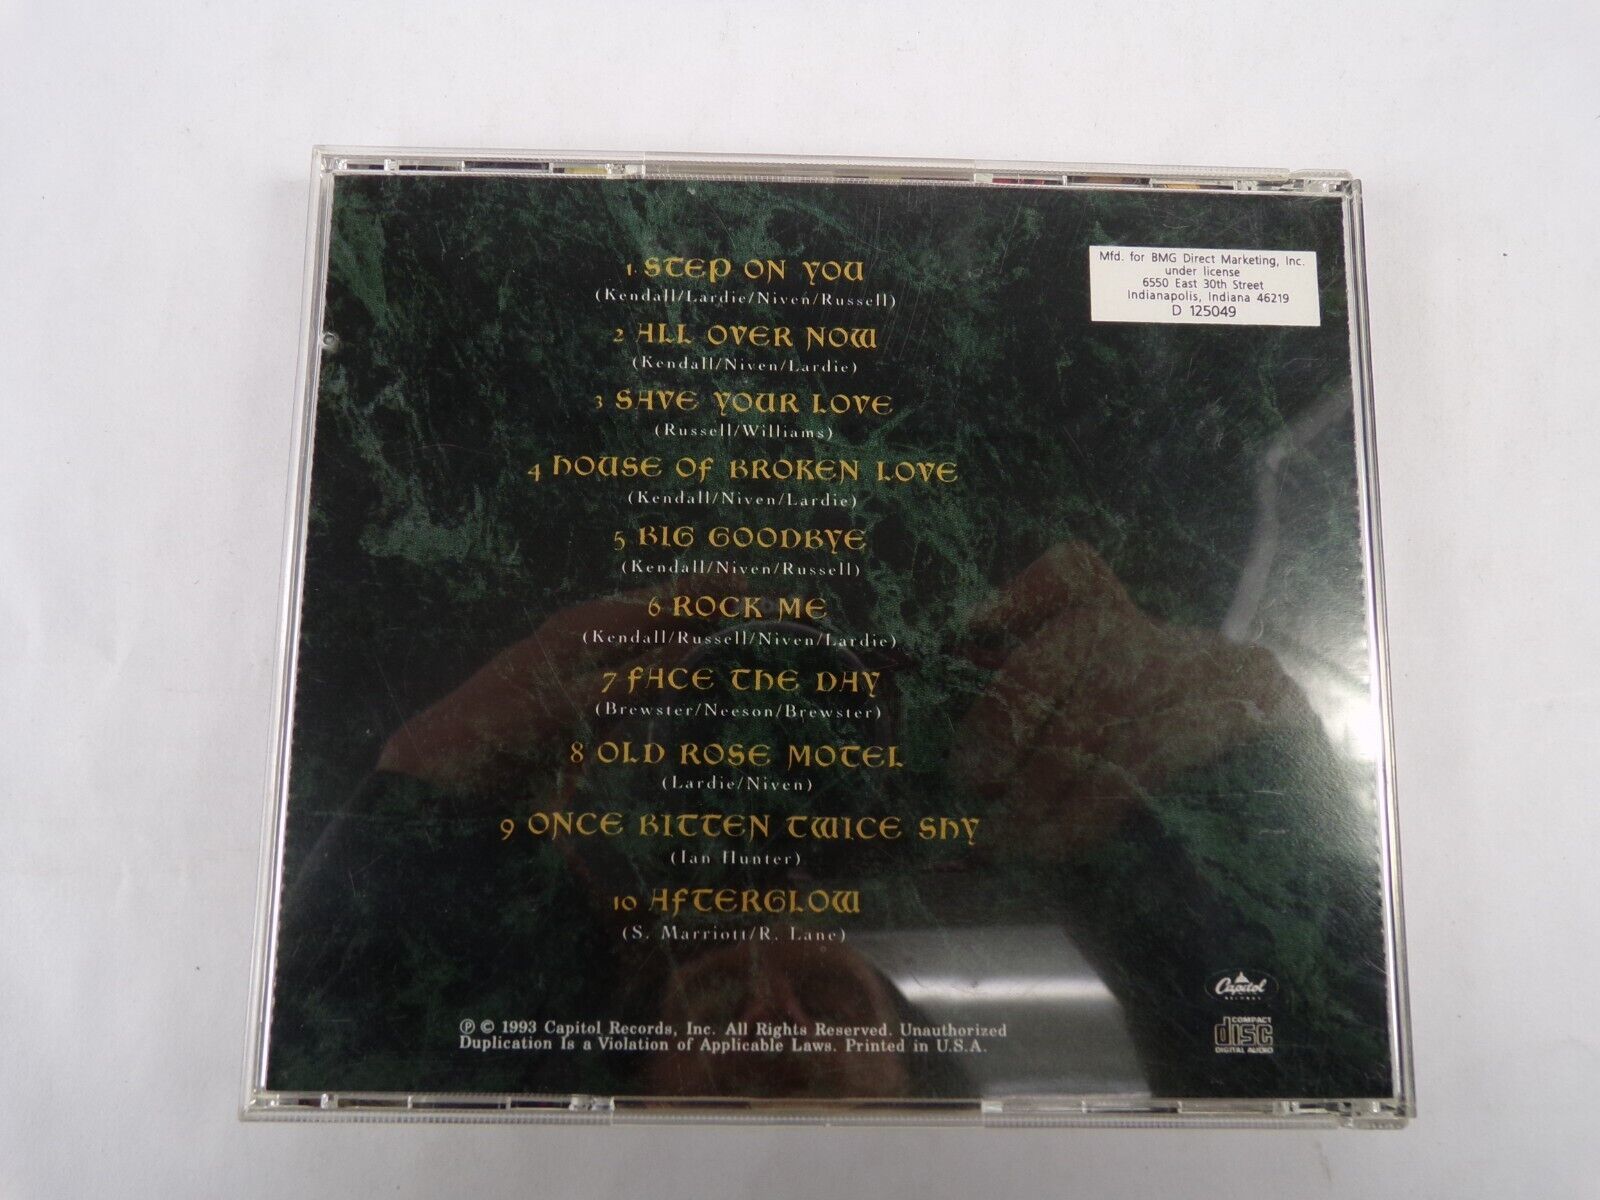 1 STEP ON YOU
(Kendall/Lardie/Niven/Russell)
2 ALL OVER NOW
(Kendall/Niven/Lardie)
3 SAVE YOUR LOVE
(Russell/Williams)
4 HOUSE OF BROKEN LOVE
(Kendall/Niven/Lardie)
5 BIG GOODBYE
(Kendall/Niven/Russell)
6 ROCK ME
(Kendall/Russell/Niven/Lardie)
7 FACE THE DAY
(Brewster/Neeson/Brewster)
8 OLD ROSE MOTEL
(Lardie/Niven)
9 ONCE BITTEN TWICE SHY
(Ian Hunter)
10 AFTERGLOW
(S. Marriott/R. Lane)
Mfd. for BMG Direct Marketing, Inc.
under license
6550 East 30th Street
Indianapolis, Indiana 46219
D 125049
℗ © 1993 Capitol Records, Inc. All Rights Reserved. Unauthorized
Duplication Is a Violation of Applicable Laws. Printed in U.S.A.
Capitol
RECORDS
COMPACT
disc
DIGITAL AUDIO